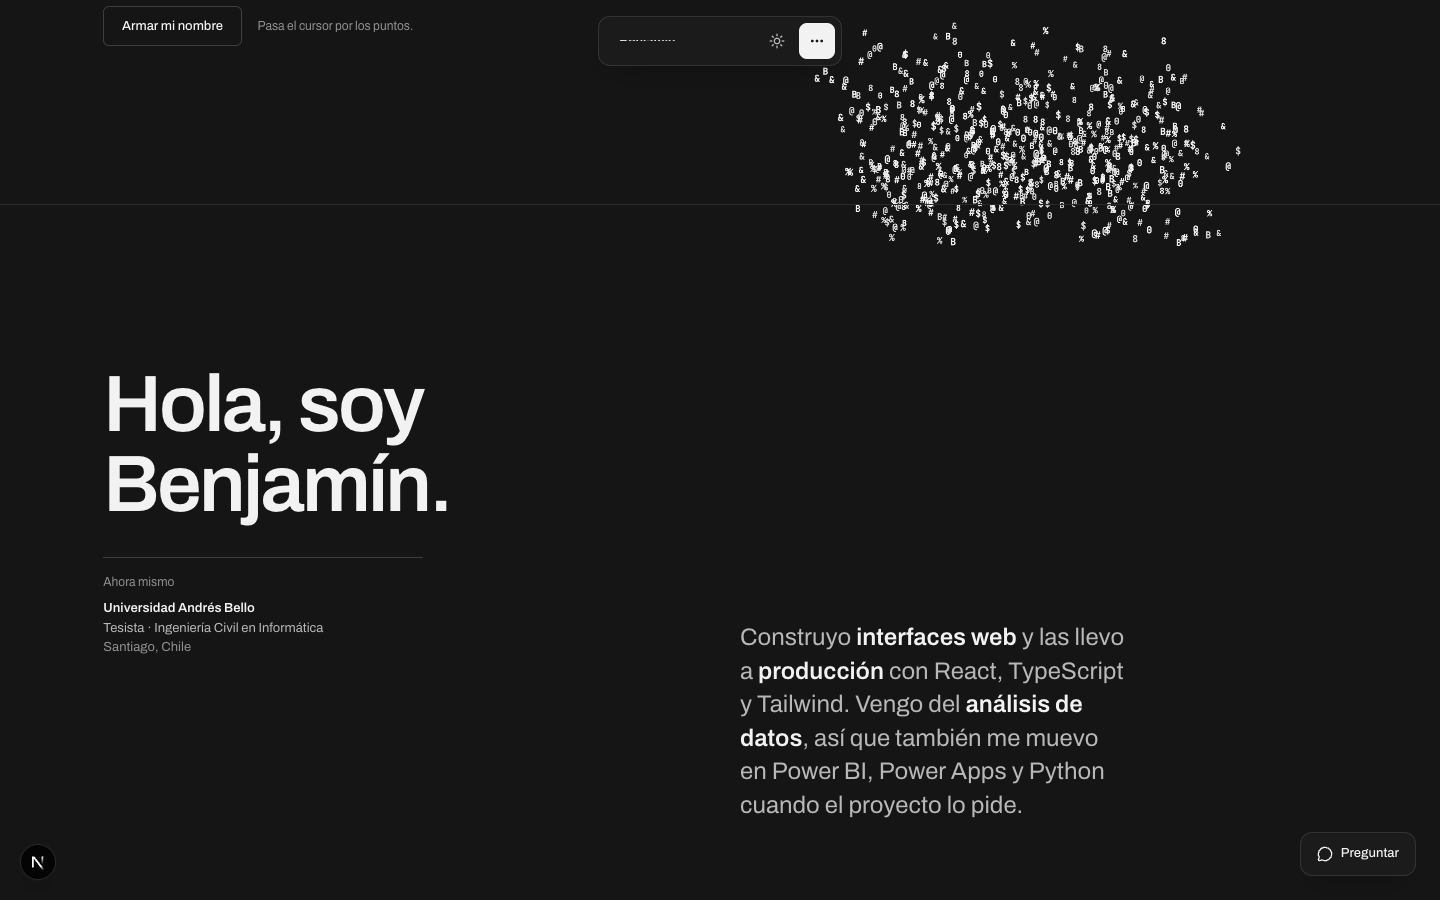 Armar mi nombre
Pasa el cursor por los puntos.
Hola, soy
Benjamín.
Ahora mismo
Universidad Andrés Bello
Tesista · Ingeniería Civil en Informática
Santiago, Chile
Construyo interfaces web y las llevo
a producción con React, TypeScript
y Tailwind. Vengo del análisis de
datos, así que también me muevo
en Power BI, Power Apps y Python
cuando el proyecto lo pide.
N
Preguntar